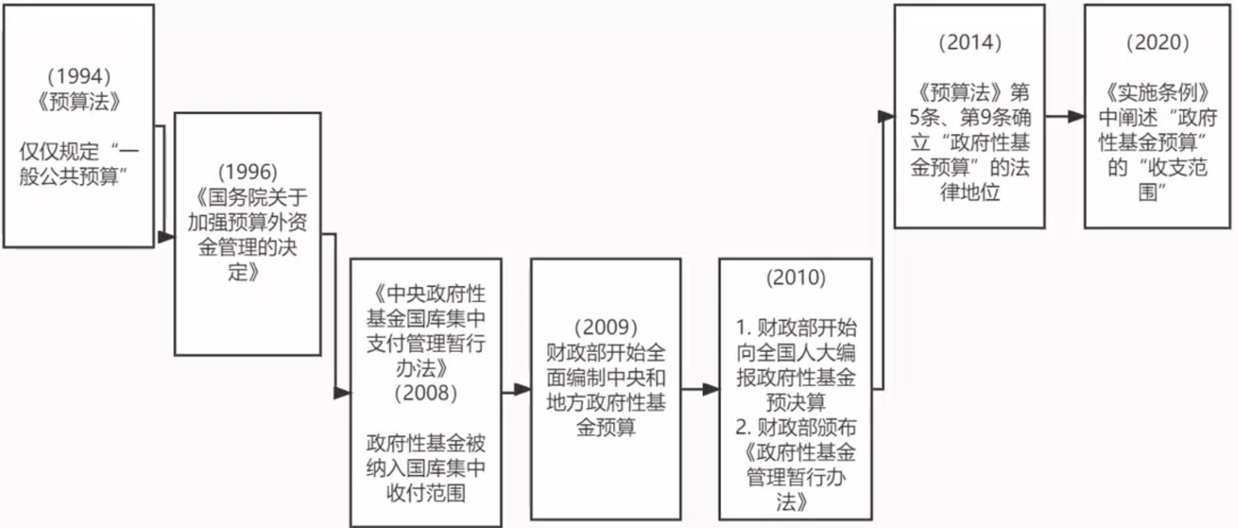 （1994）
《预算法》
仅仅规定“一
般公共预算”
(1996)
《国务院关于
加强预算外资
金管理的决
定》
《中央政府性
基金国库集中
支付管理暂行
办法》
（2008）
政府性基金被
纳入国库集中
收付范围
（2009）
财政部开始全
面编制中央和
地方政府性基
金预算
(2010)
1. 财政部开始
向全国人大编
报政府性基金
预决算
2. 财政部颁布
《政府性基金
管理暂行办
法》
（2014）
《预算法》第
5条、第9条确
立“政府性基
金预算”的法
律地位
（2020）
《实施条例》
中阐述“政府
性基金预算”
的“收支范
围”